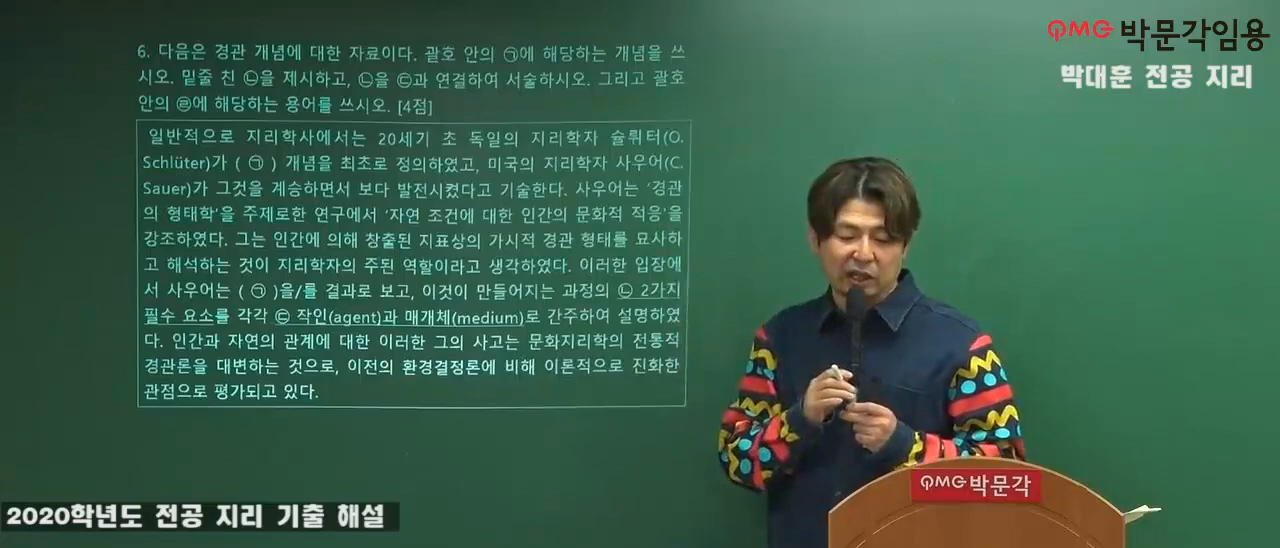 QMG 박문각임용
박대훈 전공 지리
6. 다음은 경관 개념에 대한 자료이다. 괄호 안의 ㉠에 해당하는 개념을 쓰
시오. 밑줄 친 ㉡을 제시하고, ㉡을 ㉢과 연결하여 서술하시오. 그리고 괄호
안의 ㉣에 해당하는 용어를 쓰시오. [4점]
일반적으로 지리학사에서는 20세기 초 독일의 지리학자 슐뤼터(O.
Schlüter)가 ( ㉠ ) 개념을 최초로 정의하였고, 미국의 지리학자 사우어(C.
Sauer)가 그것을 계승하면서 보다 발전시켰다고 기술한다. 사우어는 '경관
의 형태학'을 주제로한 연구에서 '자연 조건에 대한 인간의 문화적 적응'을
강조하였다. 그는 인간에 의해 창출된 지표상의 가시적 경관 형태를 묘사하
고 해석하는 것이 지리학자의 주된 역할이라고 생각하였다. 이러한 입장에
서 사우어는 ( ㉠ )을/를 결과로 보고, 이것이 만들어지는 과정의 ㉡ 2가지
필수 요소를 각각 ㉢ 작인(agent)과 매개체(medium)로 간주하여 설명하였
다. 인간과 자연의 관계에 대한 이러한 그의 사고는 문화지리학의 전통적
경관론을 대변하는 것으로, 이전의 환경결정론에 비해 이론적으로 진화한
관점으로 평가되고 있다.
QMG 박문각
2020학년도 전공 지리 기출 해설